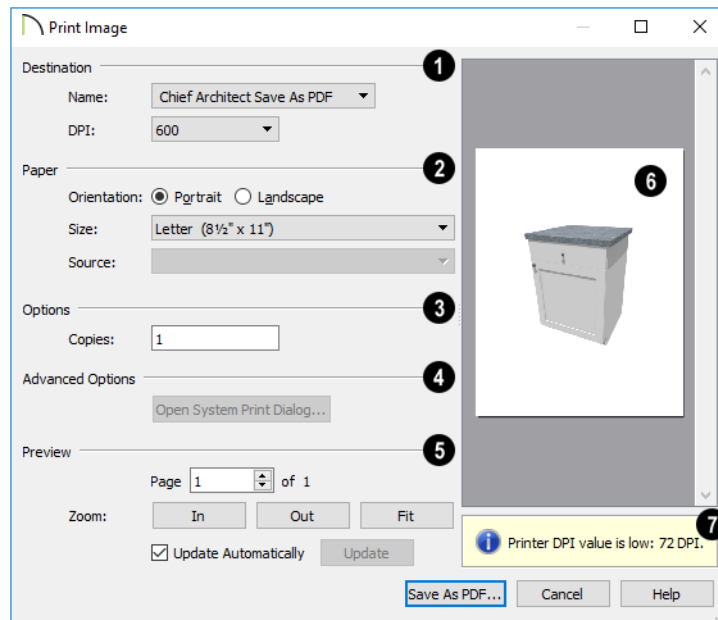 Print Image
Destination
1
Name: Chief Architect Save As PDF
DPI: 600
Paper
2
Orientation: Portrait Landscape
Size: Letter (8½" x 11")
Source:
Options
3
Copies: 1
Advanced Options
4
Open System Print Dialog...
Preview
5
Page 1 of 1
Zoom: In Out Fit
Update Automatically Update
6
7
Printer DPI value is low: 72 DPI.
Save As PDF... Cancel Help